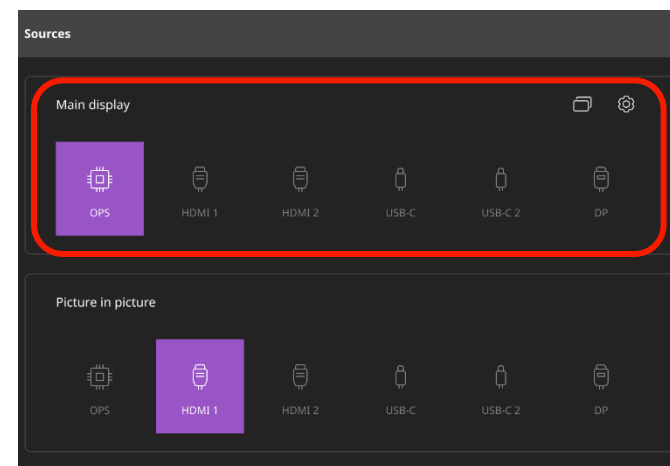 Sources
Main display
OPS HDMI 1 HDMI 2 USB-C USB-C 2 DP
Picture in picture
OPS HDMI 1 HDMI 2 USB-C USB-C 2 DP